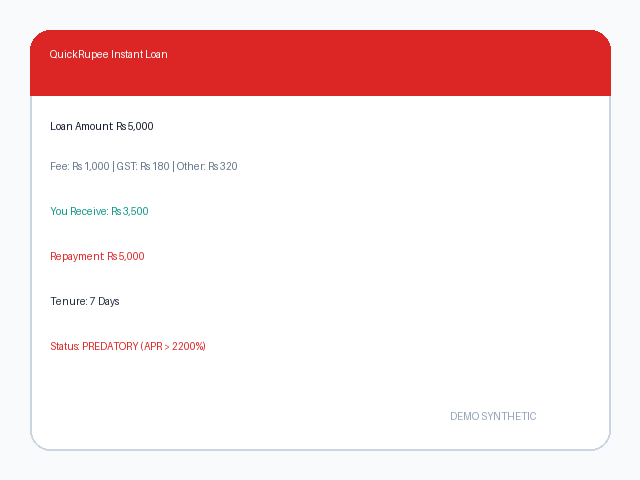 QuickRupee Instant Loan
Loan Amount: Rs 5,000
Fee: Rs 1,000 | GST: Rs 180 | Other: Rs 320
You Receive: Rs 3,500
Repayment: Rs 5,000
Tenure: 7 Days
Status: PREDATORY (APR > 2200%)
DEMO SYNTHETIC